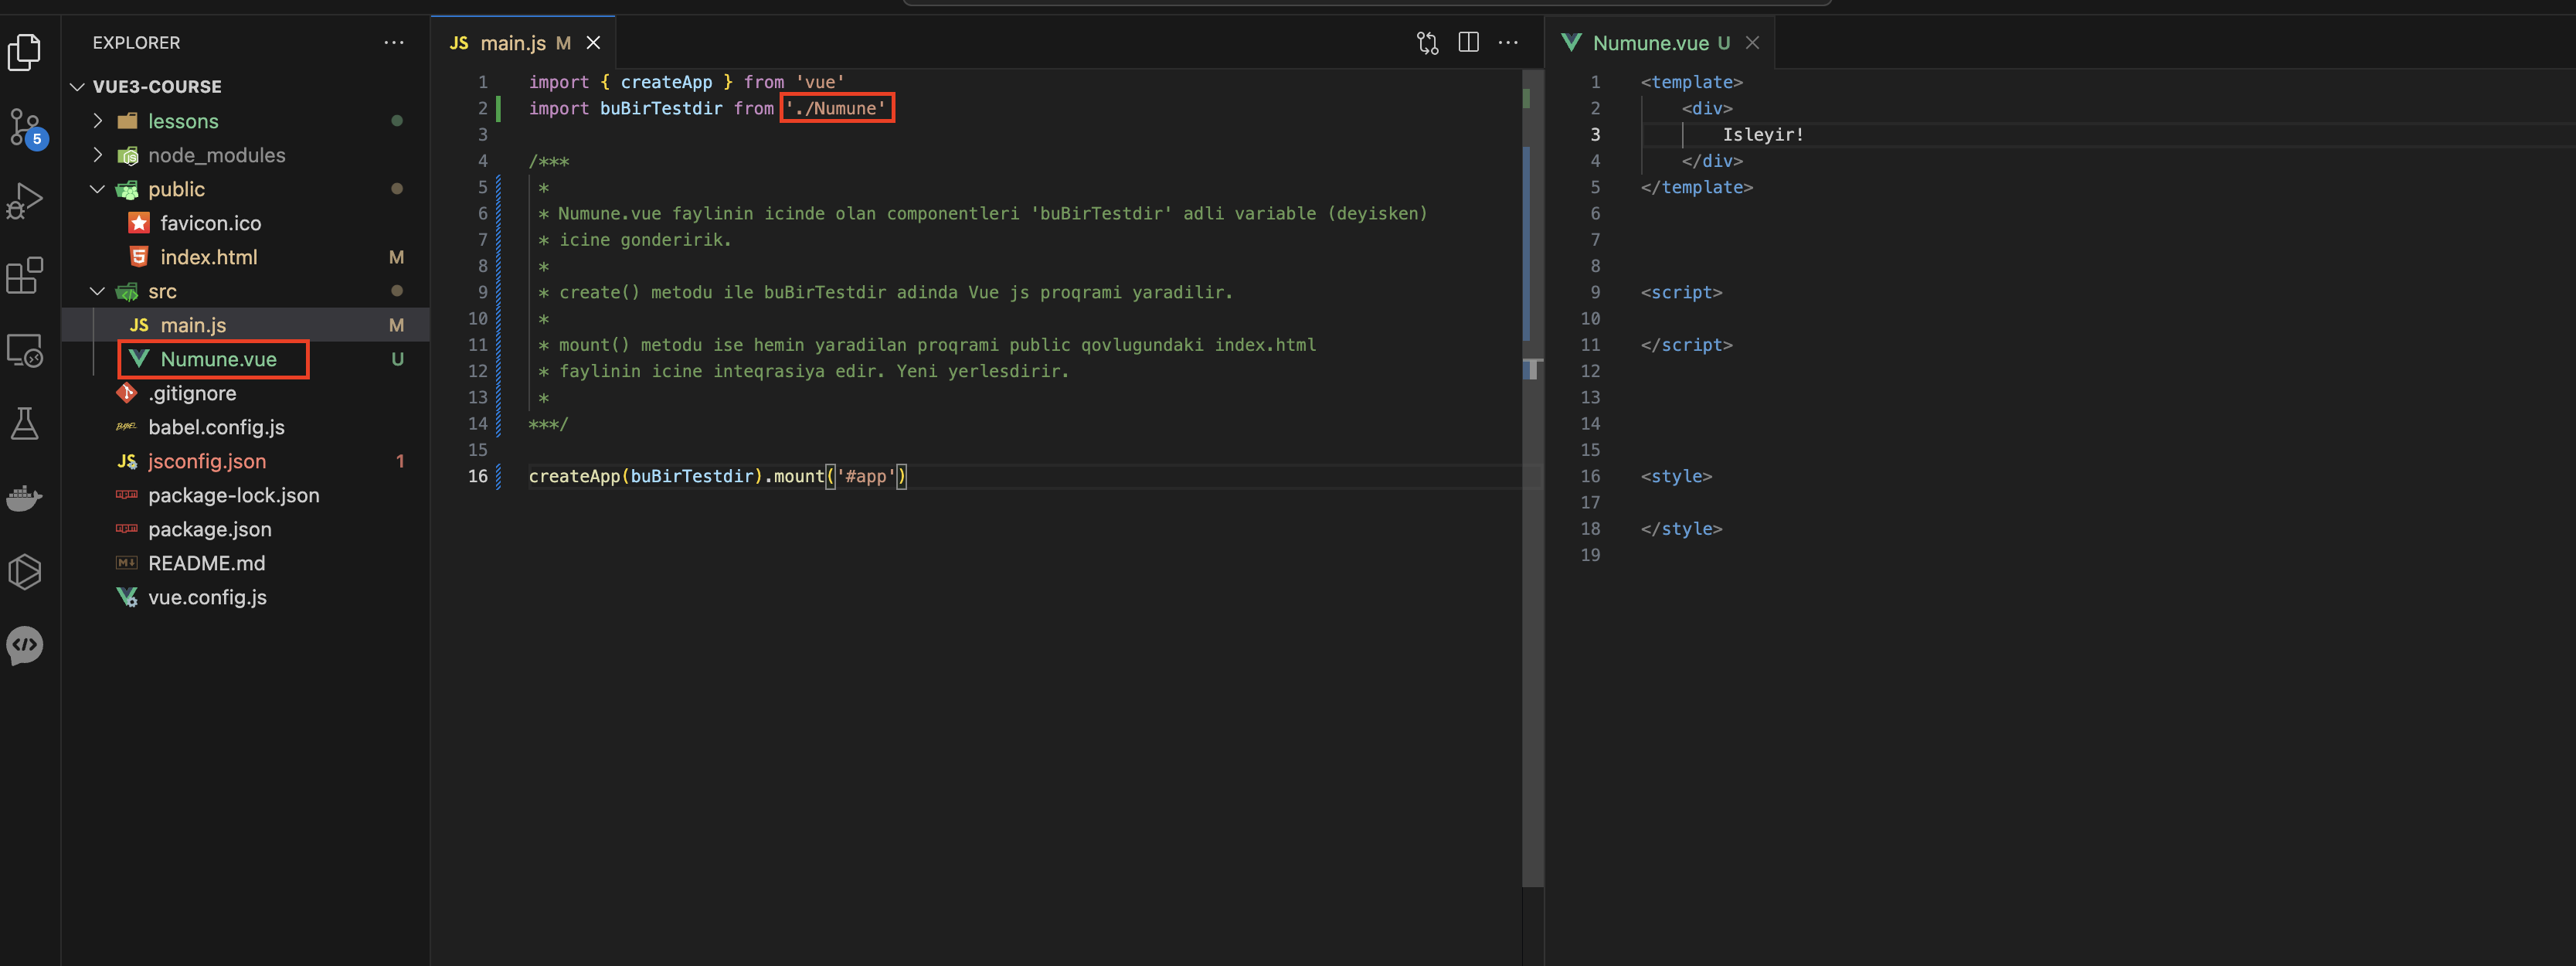 EXPLORER
VUE3-COURSE
lessons
node_modules
public
favicon.ico
index.html M
src
main.js M
Numune.vue U
.gitignore
babel.config.js
jsconfig.json 1
package-lock.json
package.json
README.md
vue.config.js
5
JS main.js M
1 import { createApp } from 'vue'
2 import buBirTestdir from './Numune'
3
4 /***
5 *
6 * Numune.vue faylinin icinde olan componentleri 'buBirTestdir' adli variable (deyisken)
7 * icine gonderirik.
8 *
9 * create() metodu ile buBirTestdir adinda Vue js proqrami yaradilir.
10 *
11 * mount() metodu ise hemin yaradilan proqrami public qovlugundaki index.html
12 * faylinin icine inteqrasiya edir. Yeni yerlesdirir.
13 *
14 ***/
15
16 createApp(buBirTestdir).mount('#app')
Numune.vue U
1 <template>
2 <div>
3 Isleyir!
4 </div>
5 </template>
6
7
8
9 <script>
10
11 </script>
12
13
14
15
16 <style>
17
18 </style>
19